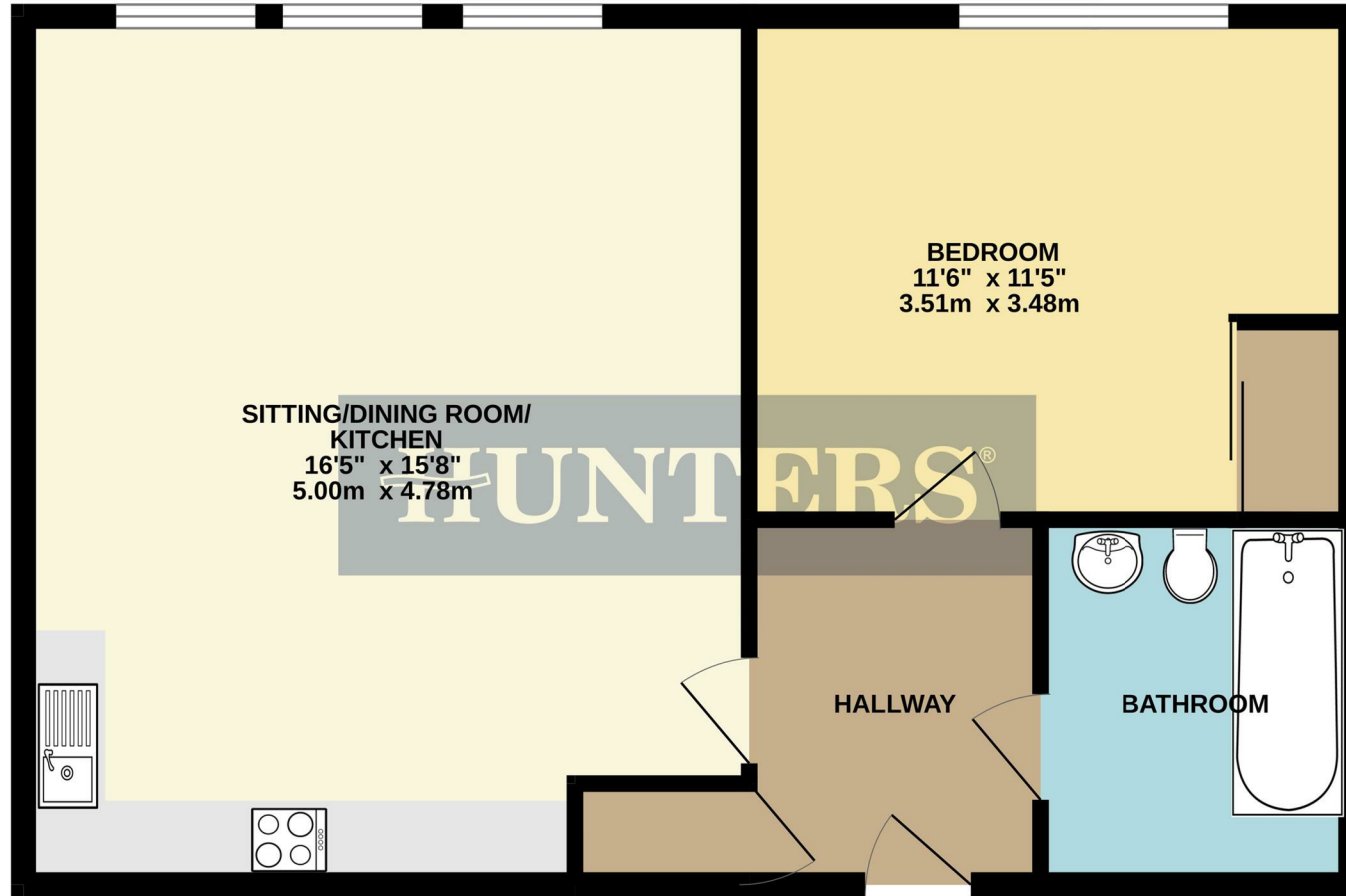 BEDROOM
11'6" x 11'5"
3.51m x 3.48m
SITTING/DINING ROOM/
KITCHEN
16'5" x 15'8"
5.00m x 4.78m
HUNTERS®
HALLWAY
BATHROOM